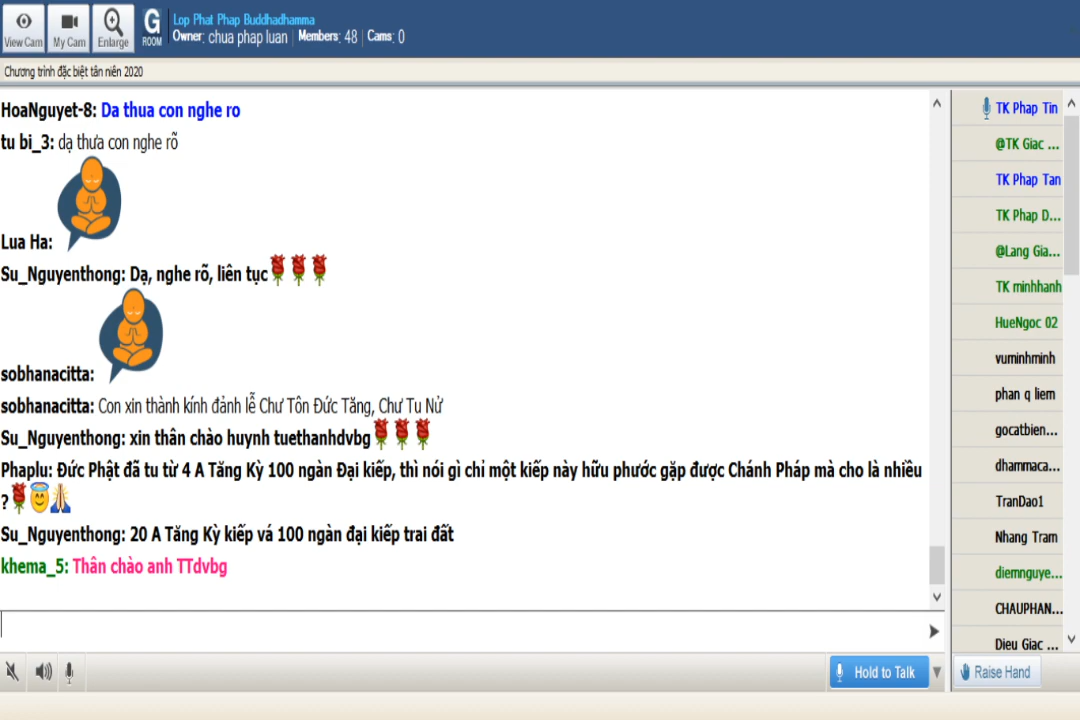 View Cam
My Cam
Enlarge
G ROOM
Lop Phat Phap Buddhadhamma
Owner: chua phap luan Members: 48 Cams: 0
Chương trình đặc biệt tân niên 2020
HoaNguyet-8: Da thua con nghe ro
tu bi_3: dạ thưa con nghe rõ
Lua Ha:
Su_Nguyenthong: Dạ, nghe rõ, liên tục
sobhanacitta:
sobhanacitta: Con xin thành kính đảnh lễ Chư Tôn Đức Tăng, Chư Tu Nử
Su_Nguyenthong: xin thân chào huynh tuethanhdvbg
Phaplu: Đức Phật đã tu từ 4 A Tăng Kỳ 100 ngàn Đại kiếp, thì nói gì chỉ một kiếp này hữu phước gặp được Chánh Pháp mà cho là nhiều
?
Su_Nguyenthong: 20 A Tăng Kỳ kiếp vá 100 ngàn đại kiếp trai đất
khema_5: Thân chào anh TTdvbg
TK Phap Tin
@TK Giac ...
TK Phap Tan
TK Phap D...
@Lang Gia...
TK minhhanh
HueNgoc 02
vuminhminh
phan q liem
gocatbien...
dhammaca...
TranDao1
Nhang Tram
diemnguye...
CHAUPHAN...
Dieu Giac ...
Hold to Talk
Raise Hand